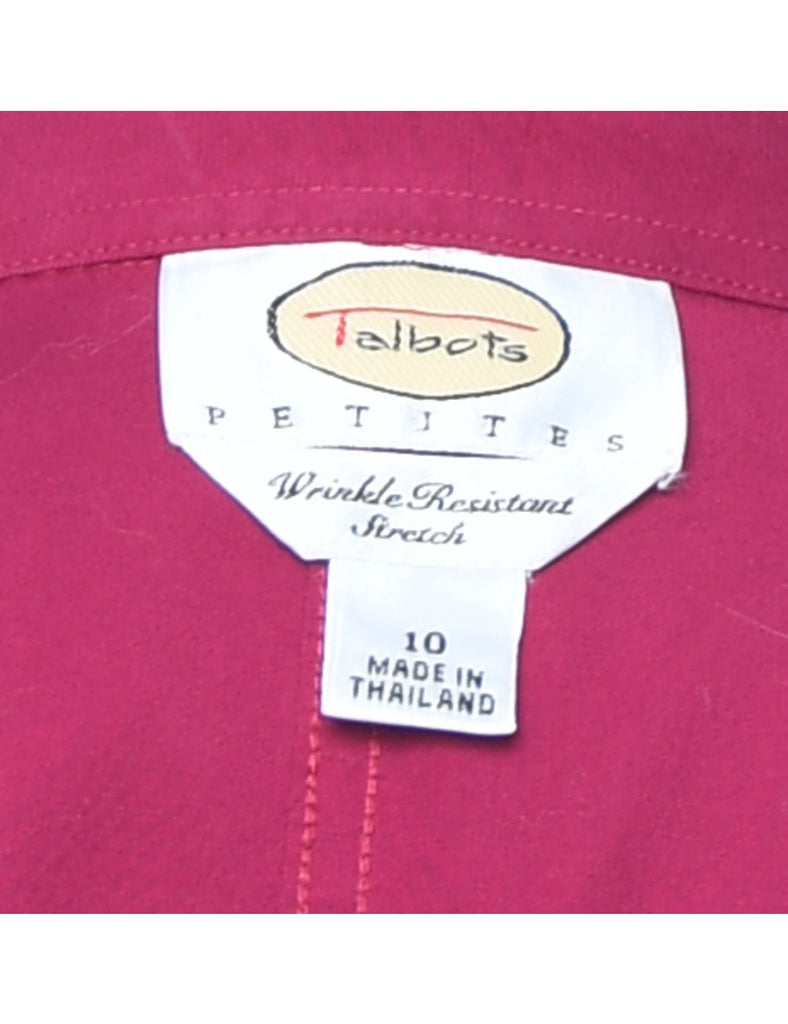 Talbots
PETITES
Wrinkle Resistant
Stretch
10
MADE IN
THAILAND